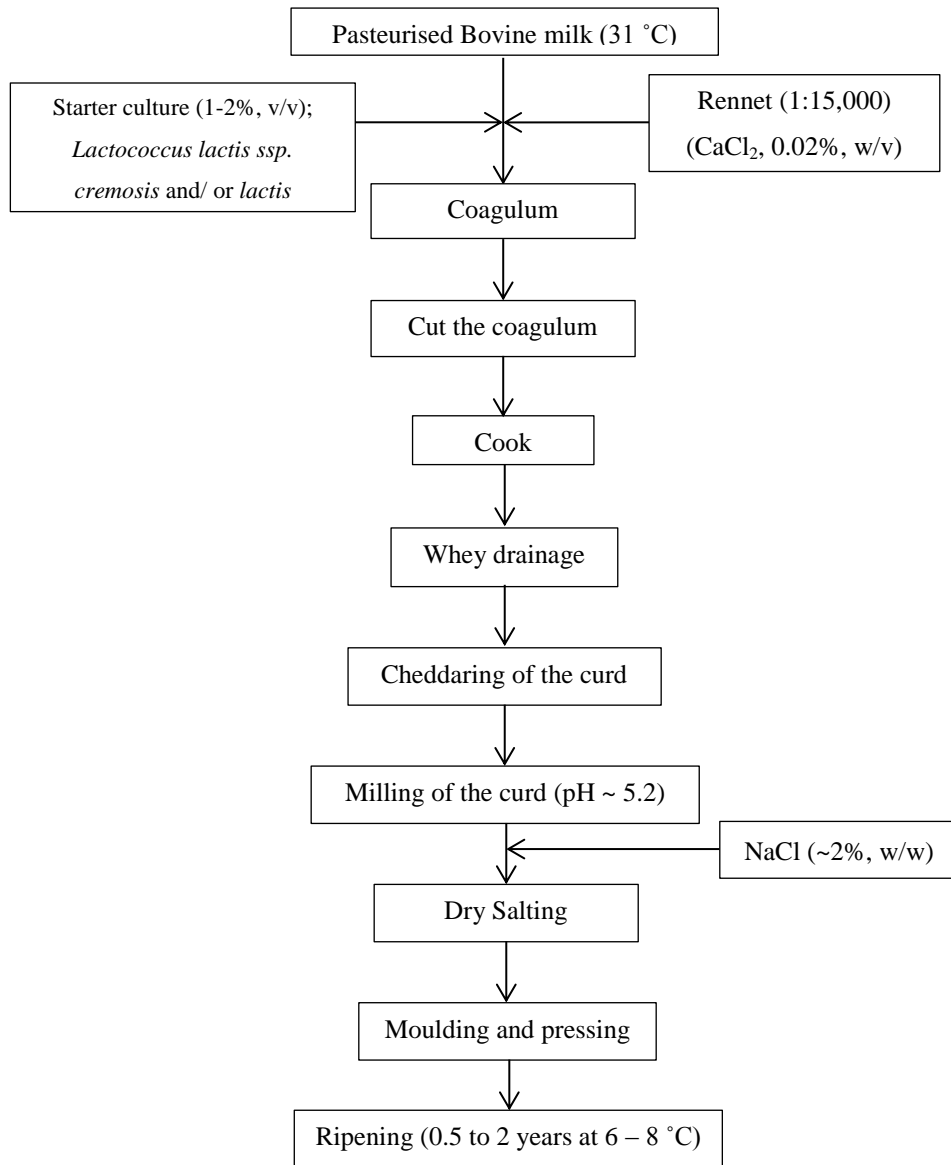 Pasteurised Bovine milk (31 ˚C)
Starter culture (1-2%, v/v);
Lactococcus lactis ssp.
cremosis and/ or lactis
Rennet (1:15,000)
(CaCl₂, 0.02%, w/v)
Coagulum
Cut the coagulum
Cook
Whey drainage
Cheddaring of the curd
Milling of the curd (pH ~ 5.2)
NaCl (~2%, w/w)
Dry Salting
Moulding and pressing
Ripening (0.5 to 2 years at 6 – 8 ˚C)